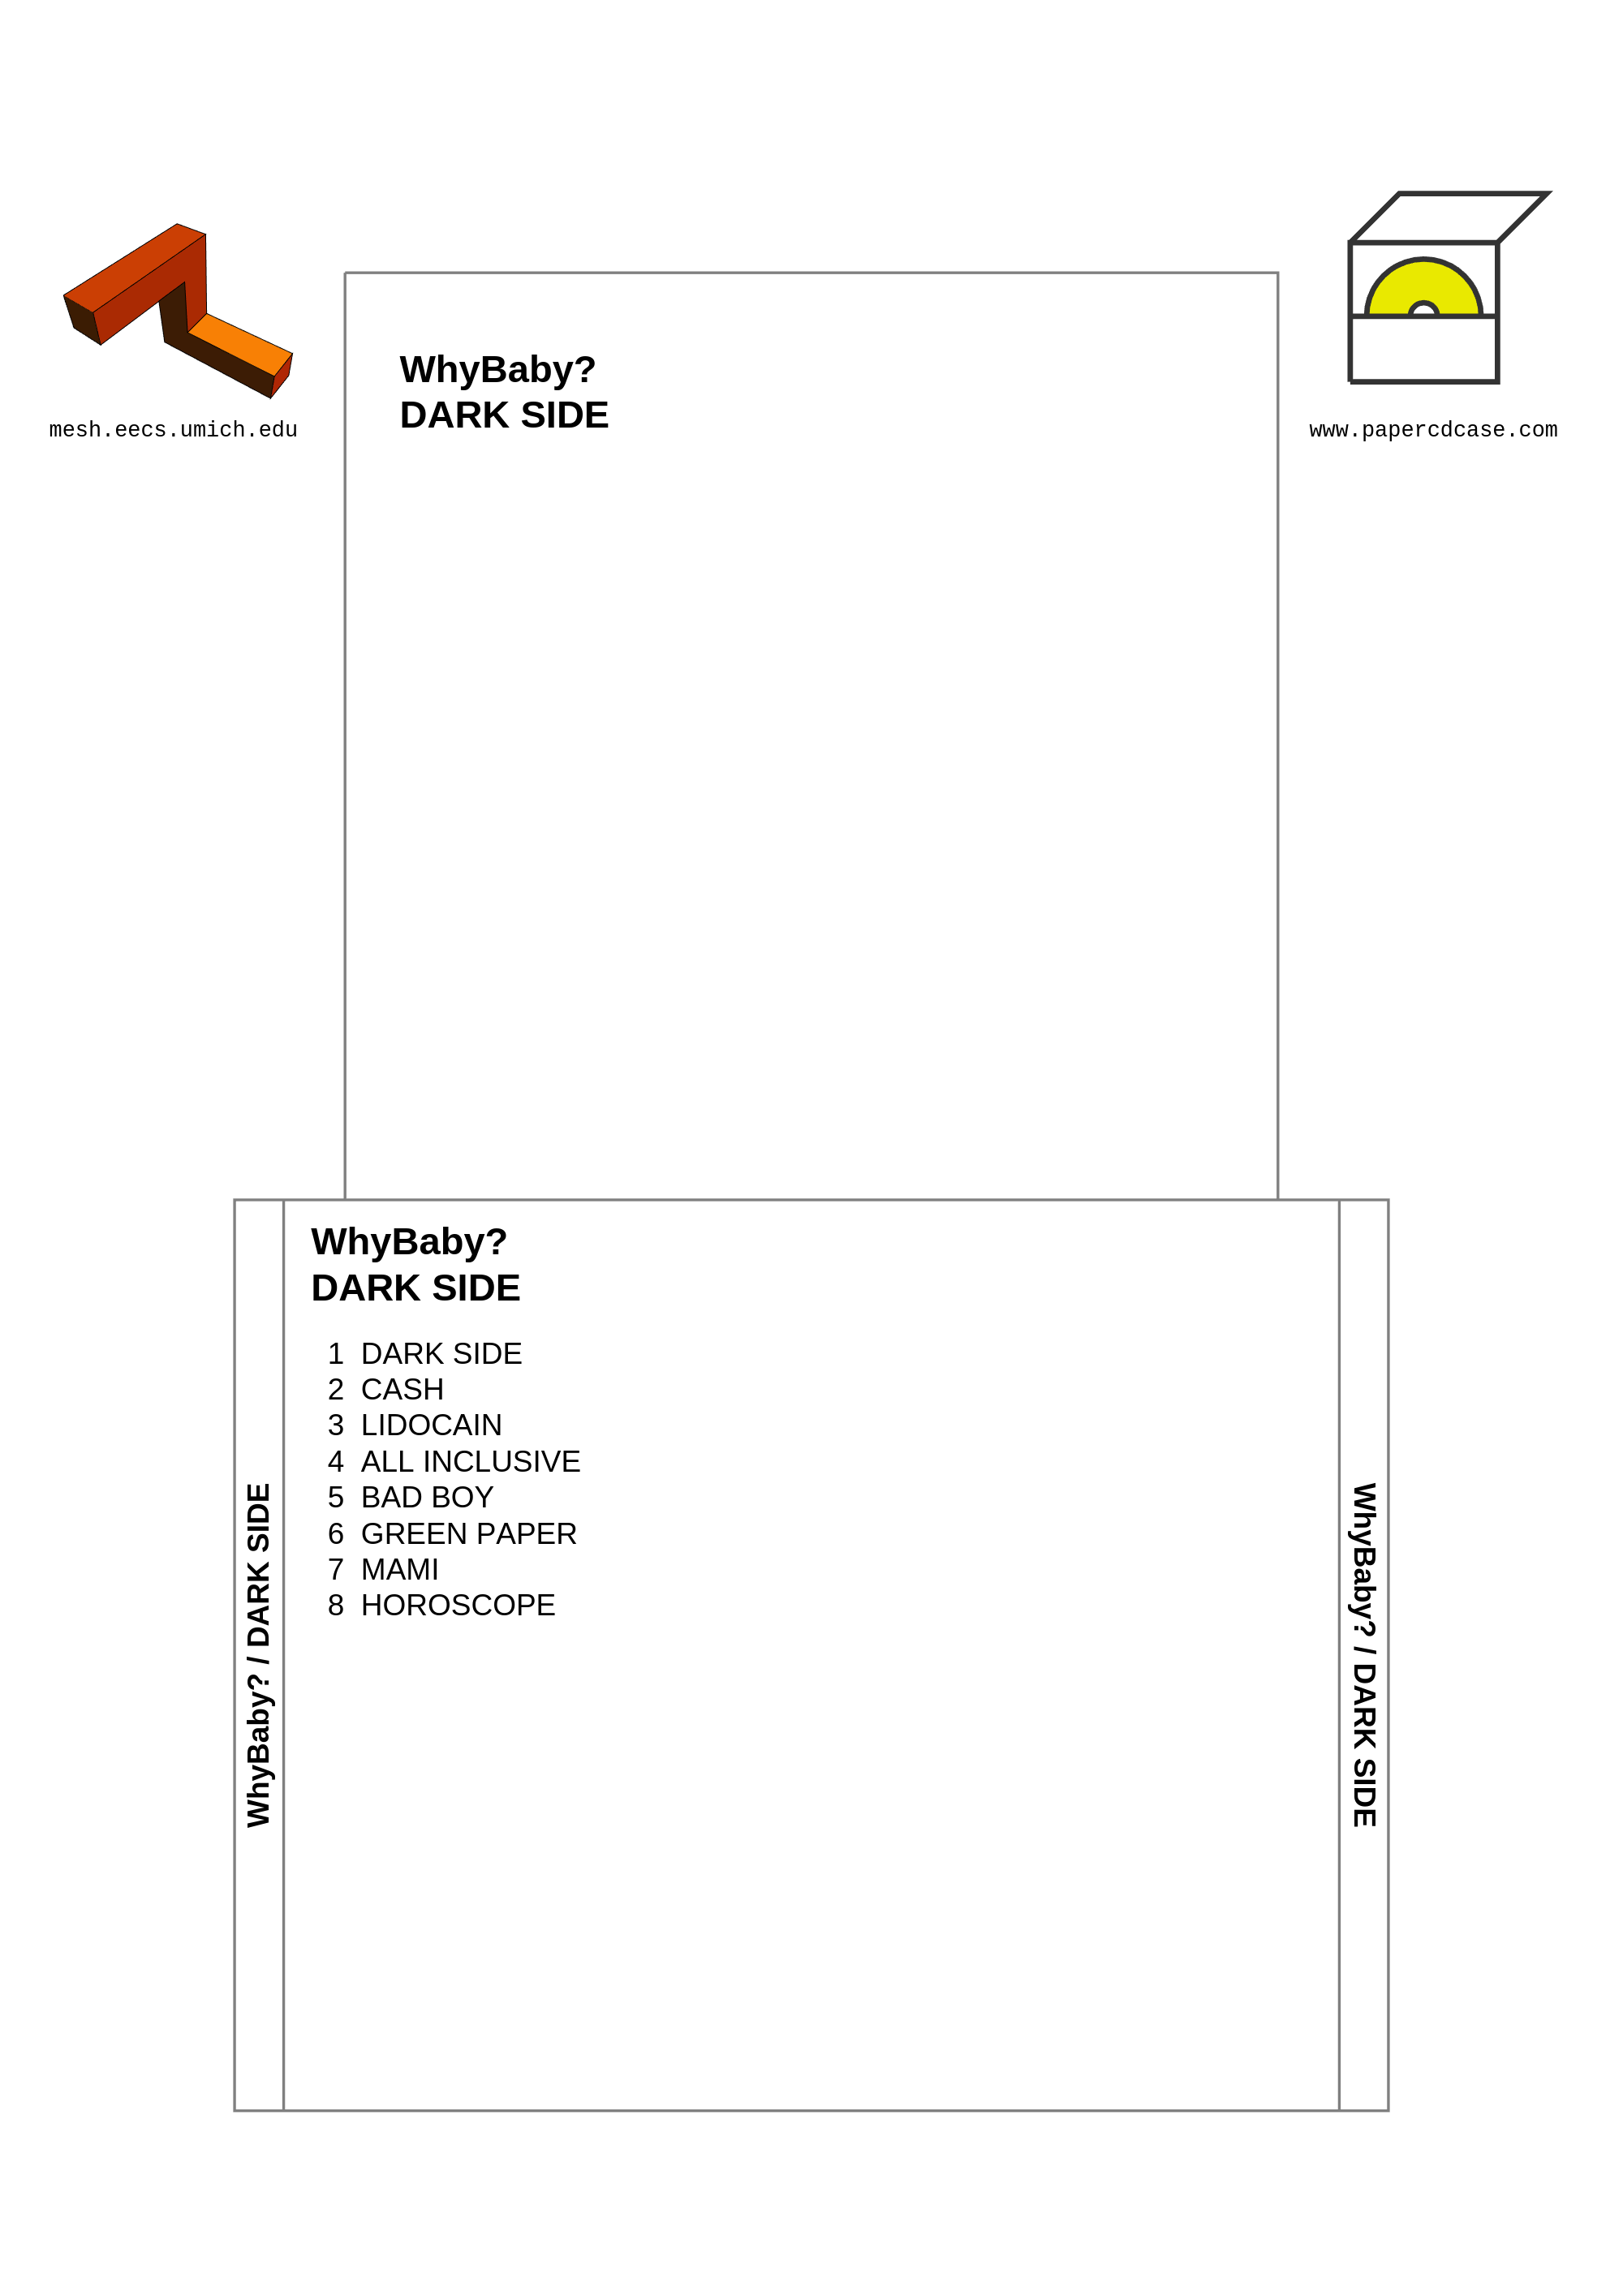 mesh.eecs.umich.edu
www.papercdcase.com
WhyBaby?
DARK SIDE
WhyBaby?
DARK SIDE
1 DARK SIDE
2 CASH
3 LIDOCAIN
4 ALL INCLUSIVE
5 BAD BOY
6 GREEN PAPER
7 MAMI
8 HOROSCOPE
WhyBaby? / DARK SIDE
WhyBaby? / DARK SIDE